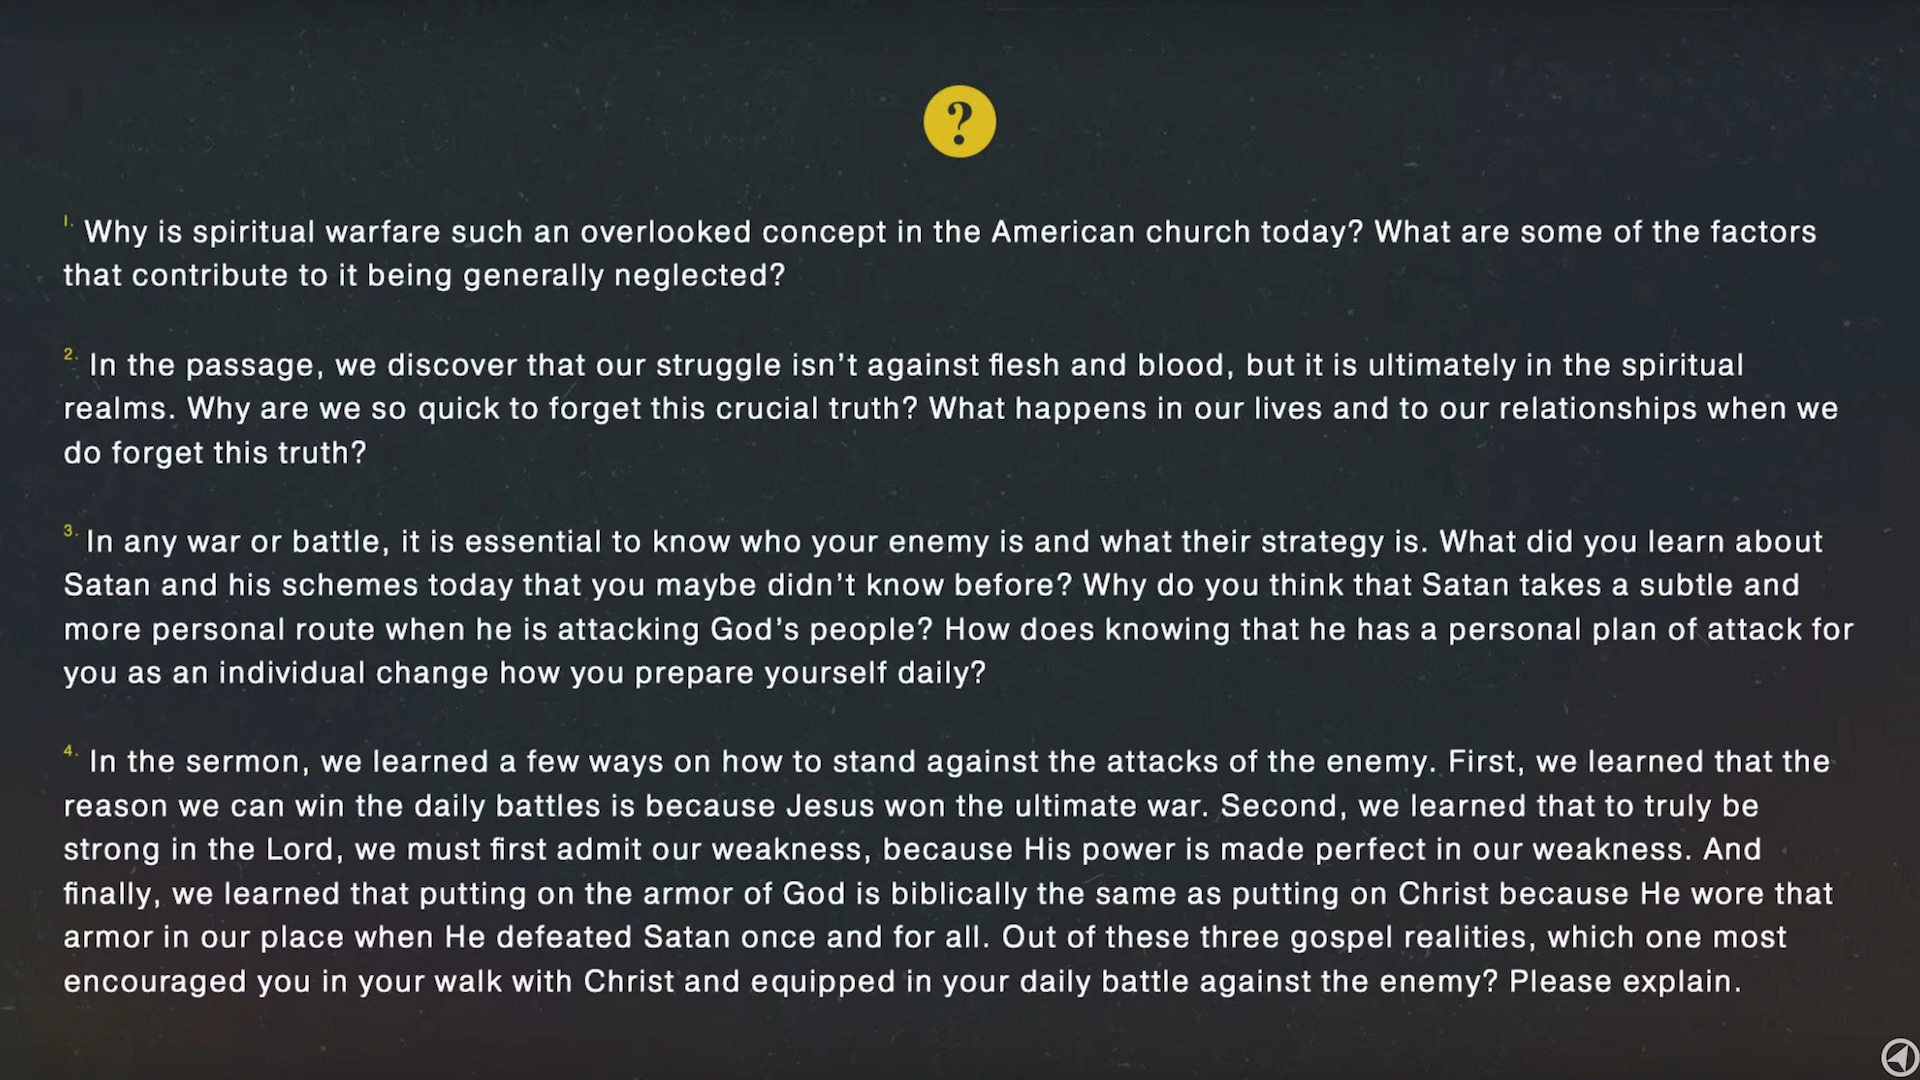 ?
1. Why is spiritual warfare such an overlooked concept in the American church today? What are some of the factors
that contribute to it being generally neglected?
2. In the passage, we discover that our struggle isn’t against flesh and blood, but it is ultimately in the spiritual
realms. Why are we so quick to forget this crucial truth? What happens in our lives and to our relationships when we
do forget this truth?
3. In any war or battle, it is essential to know who your enemy is and what their strategy is. What did you learn about
Satan and his schemes today that you maybe didn’t know before? Why do you think that Satan takes a subtle and
more personal route when he is attacking God’s people? How does knowing that he has a personal plan of attack for
you as an individual change how you prepare yourself daily?
4. In the sermon, we learned a few ways on how to stand against the attacks of the enemy. First, we learned that the
reason we can win the daily battles is because Jesus won the ultimate war. Second, we learned that to truly be
strong in the Lord, we must first admit our weakness, because His power is made perfect in our weakness. And
finally, we learned that putting on the armor of God is biblically the same as putting on Christ because He wore that
armor in our place when He defeated Satan once and for all. Out of these three gospel realities, which one most
encouraged you in your walk with Christ and equipped in your daily battle against the enemy? Please explain.